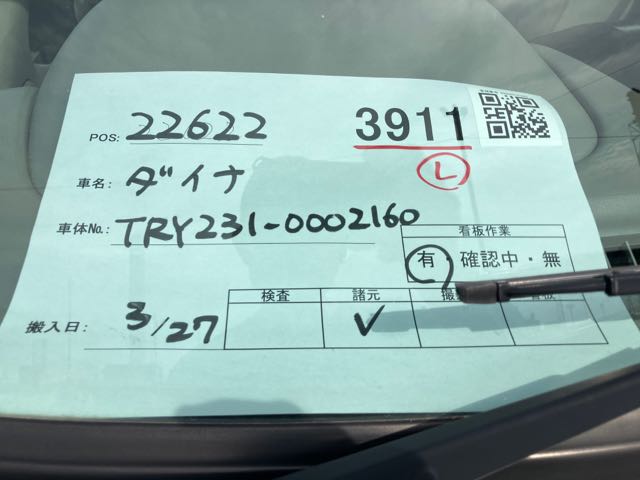 POS: 22622 3911
L
車名: ダイナ
車体No.: TRY231-0002160
看板作業
有・確認中・無
検査 諸元
搬入日: 3/27 ✓